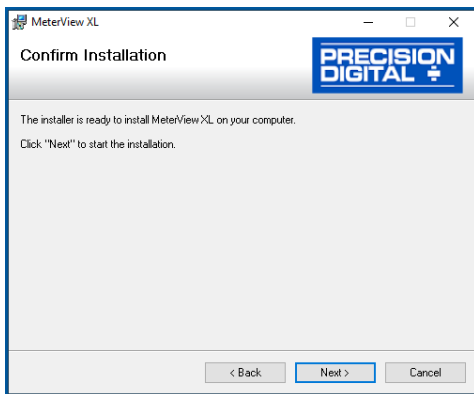 MeterView XL
Confirm Installation
PRECISION
DIGITAL
The installer is ready to install MeterView XL on your computer.
Click "Next" to start the installation.
< Back
Next >
Cancel